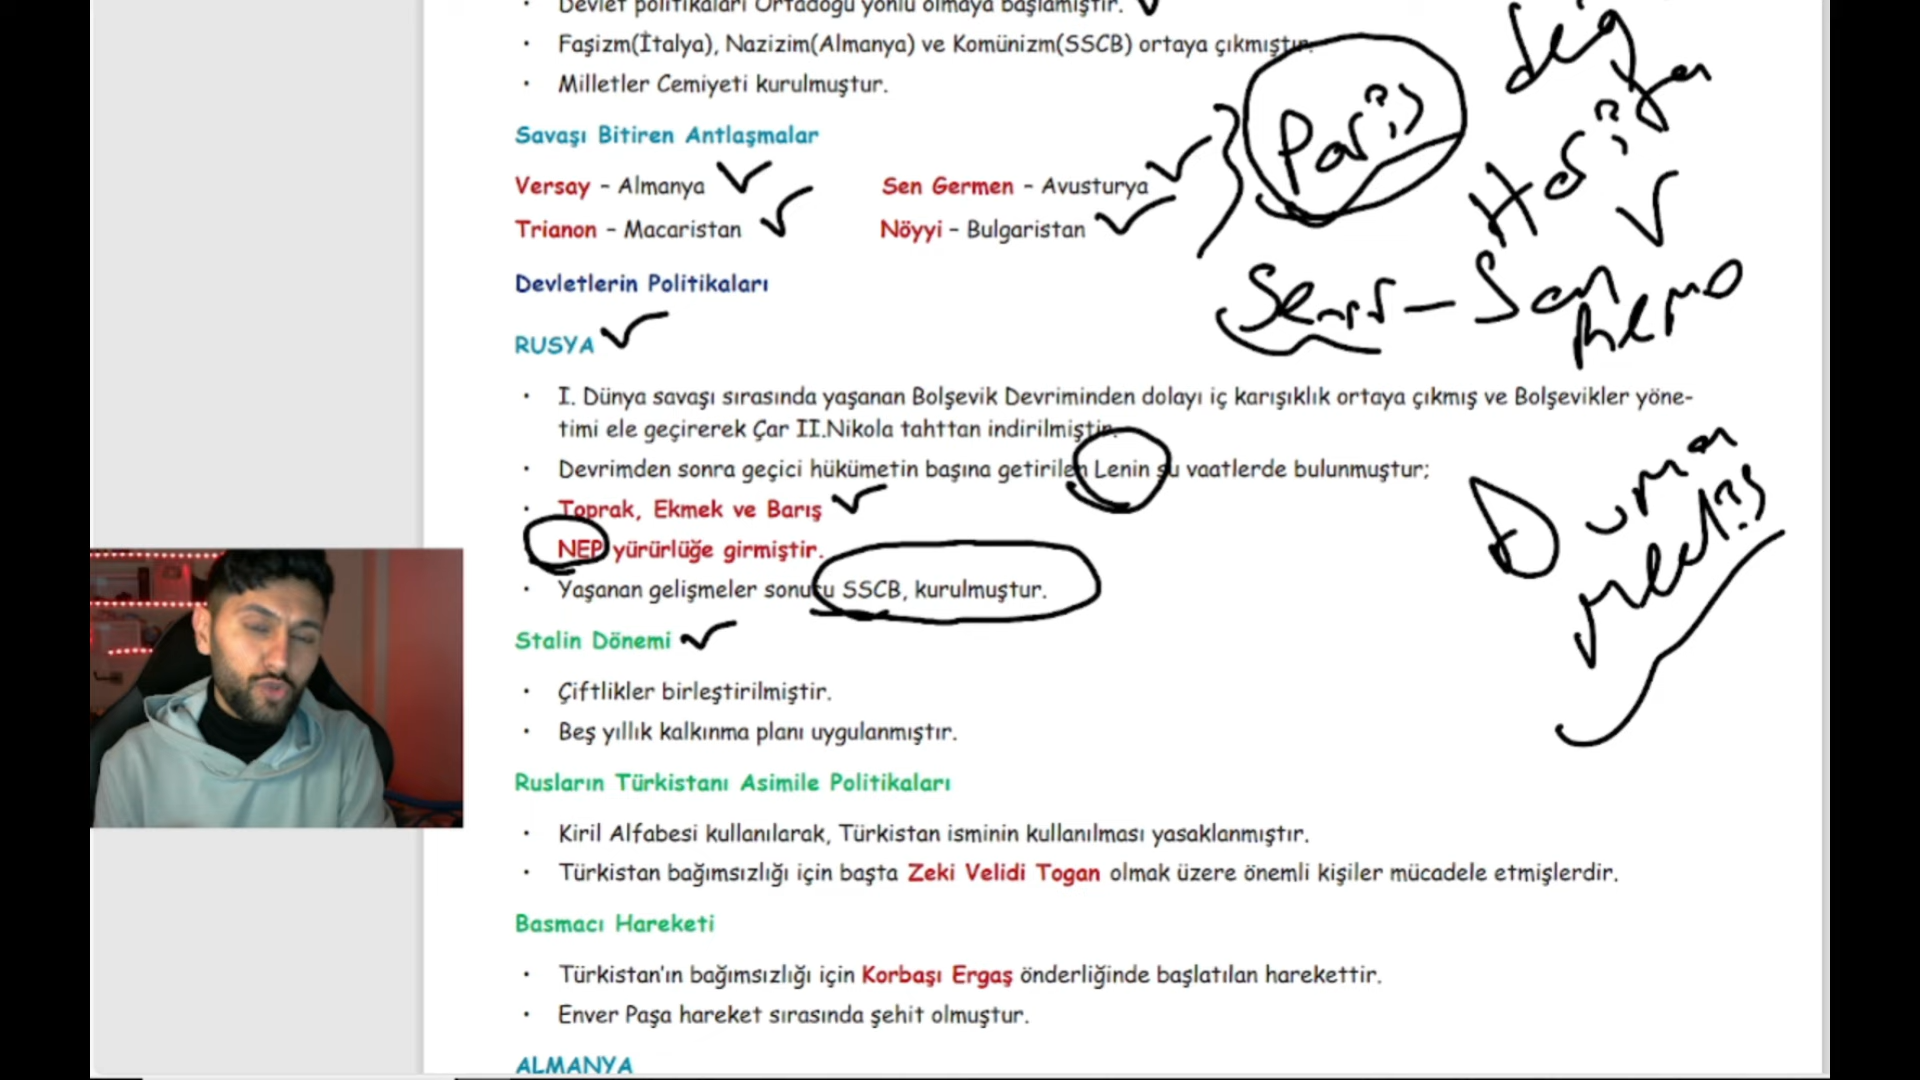 • Devlet politikaları Ortadoğu yönlü olmaya başlamıştır.
• Faşizm(İtalya), Nazizim(Almanya) ve Komünizm(SSCB) ortaya çıkmıştır.
• Milletler Cemiyeti kurulmuştur.
Savaşı Bitiren Antlaşmalar
Versay – Almanya Sen Germen – Avusturya
Trianon – Macaristan Nöyyi – Bulgaristan
Paris
Devletlerin Politikaları
San Remo
RUSYA
• I. Dünya savaşı sırasında yaşanan Bolşevik Devriminden dolayı iç karışıklık ortaya çıkmış ve Bolşevikler yöne-
timi ele geçirerek Çar II.Nikola tahttan indirilmiştir.
• Devrimden sonra geçici hükümetin başına getirilen Lenin şu vaatlerde bulunmuştur;
• Toprak, Ekmek ve Barış
NEP yürürlüğe girmiştir.
• Yaşanan gelişmeler sonucu SSCB, kurulmuştur.
Duman
meclisi
Stalin Dönemi
• Çiftlikler birleştirilmiştir.
• Beş yıllık kalkınma planı uygulanmıştır.
Rusların Türkistanı Asimile Politikaları
• Kiril Alfabesi kullanılarak, Türkistan isminin kullanılması yasaklanmıştır.
• Türkistan bağımsızlığı için başta Zeki Velidi Togan olmak üzere önemli kişiler mücadele etmişlerdir.
Basmacı Hareketi
• Türkistan'ın bağımsızlığı için Korbaşı Ergaş önderliğinde başlatılan harekettir.
• Enver Paşa hareket sırasında şehit olmuştur.
ALMANYA